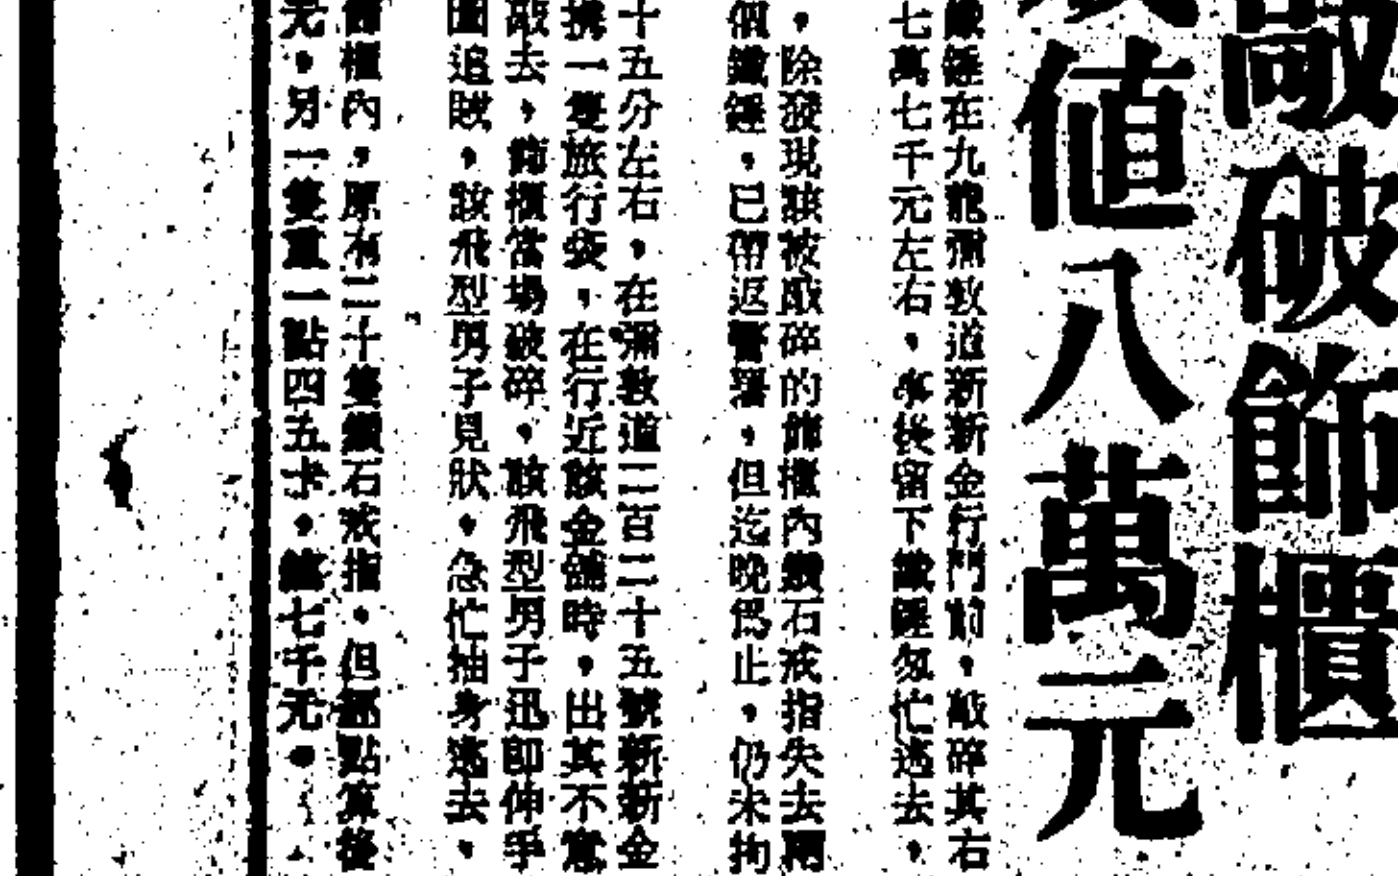 敲破飾櫃
值八萬元
鐵錘在九龍彌敦道新新金行門前，敲碎其右
七萬七千元左右，事後留下鐵錘匆忙逃去，
，除發現該被敲碎的飾櫃內鑽石戒指失去兩
個鐵錘，已帶返警署，但迄晚爲止，仍未拘
十五分左右，在彌敦道二百二十五號新新金
携一隻旅行袋，在行近該金舖時，出其不意
敲去，飾櫃當場破碎，該飛型男子迅即伸手
圖追賊，該飛型男子見狀，急忙抽身逃去，
飾櫃內，原有二十隻鑽石戒指，但經點算後
元，另一隻重一點四五卡，值七千元。